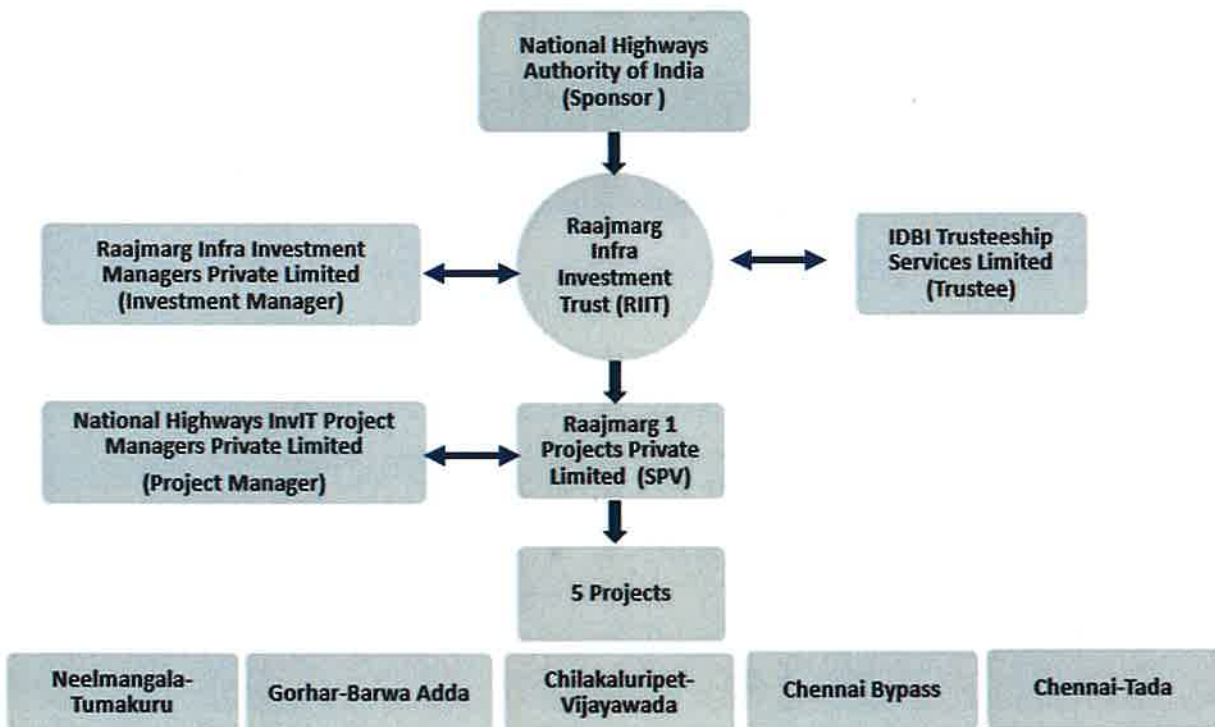 National Highways
Authority of India
(Sponsor )
Raajmarg Infra Investment
Managers Private Limited
(Investment Manager)
Raajmarg
Infra
Investment
Trust (RIIT)
IDBI Trusteeship
Services Limited
(Trustee)
National Highways InvIT Project
Managers Private Limited
(Project Manager)
Raajmarg 1
Projects Private
Limited (SPV)
5 Projects
Neelmangala-
Tumakuru
Gorhar-Barwa Adda
Chilakaluripet-
Vijayawada
Chennai Bypass
Chennai-Tada